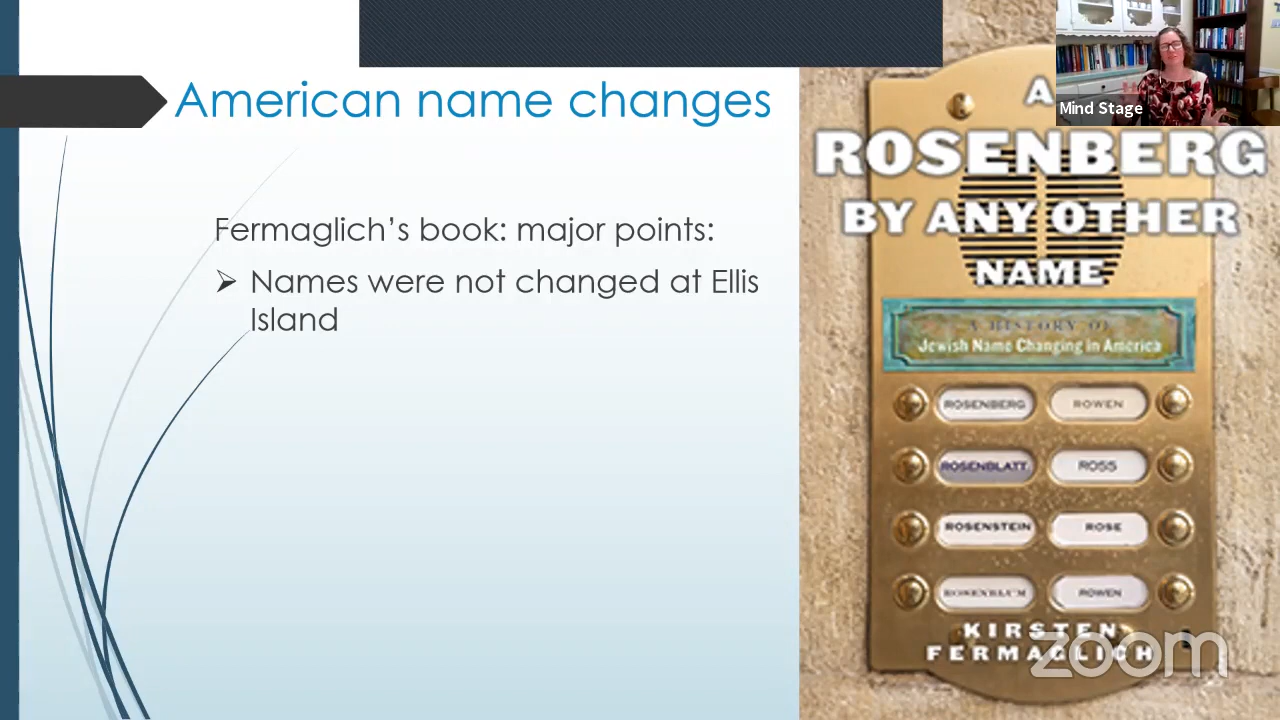 American name changes
Fermaglich’s book: major points:
➢ Names were not changed at Ellis
Island
Mind Stage
A
ROSENBERG
BY ANY OTHER
NAME
A HISTORY OF
Jewish Name Changing in America
ROSENBERG ROWEN
ROSENBLATT ROSS
ROSENSTEIN ROSE
ROSENBLUM ROWEN
KIRSTEN
FERMAGLICH
zoom